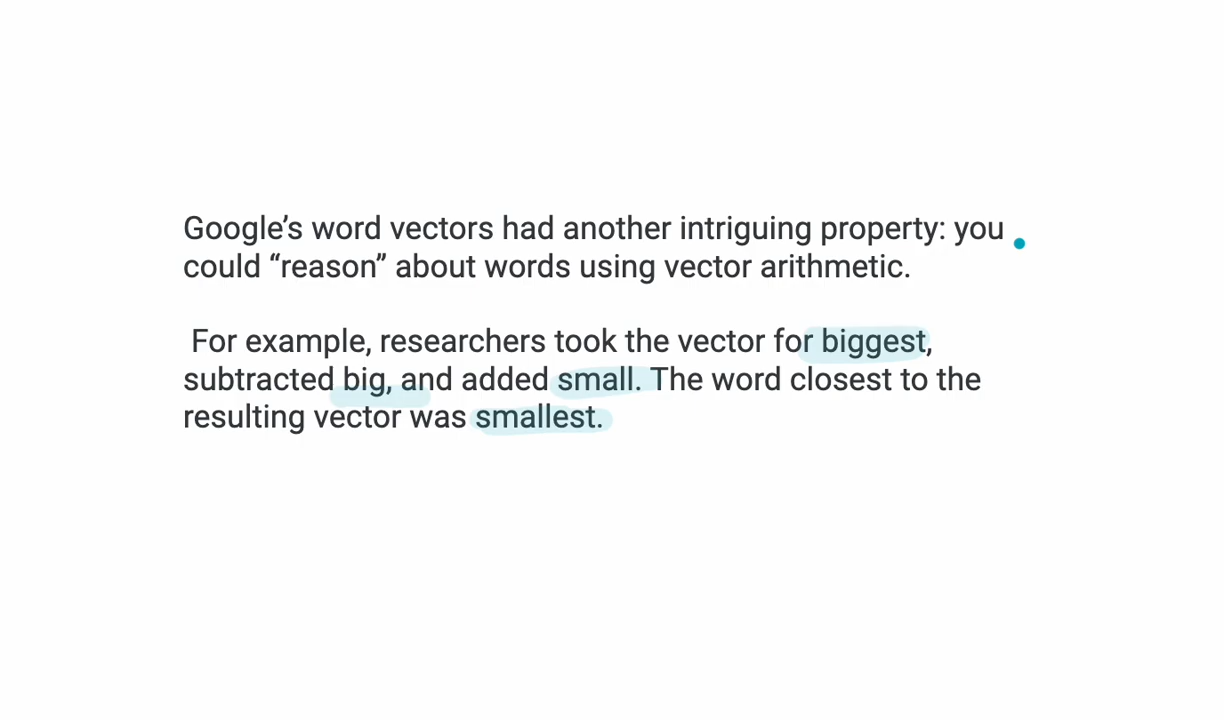 Google’s word vectors had another intriguing property: you
could “reason” about words using vector arithmetic.
For example, researchers took the vector for biggest,
subtracted big, and added small. The word closest to the
resulting vector was smallest.